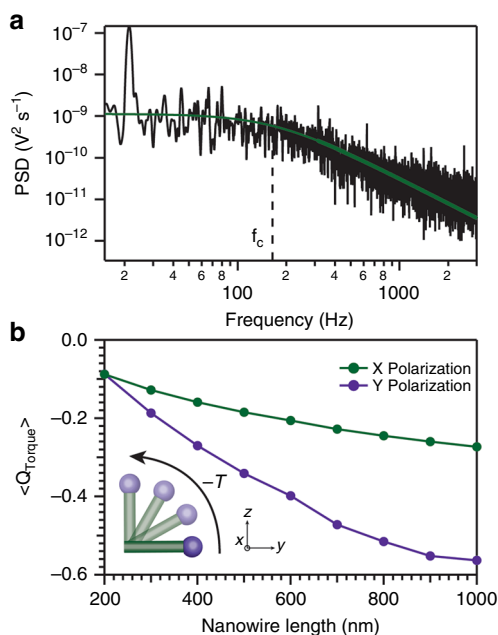 a
10⁻⁷
10⁻⁸
10⁻⁹
10⁻¹⁰
10⁻¹¹
10⁻¹²
PSD (V² s⁻¹)
f_c
2 4 6 8 2 4 6 8 2
100 1000
Frequency (Hz)
b
0.0
−0.2
−0.4
−0.6
<Q_Torque>
X Polarization
Y Polarization
−T
z
x y
200 400 600 800 1000
Nanowire length (nm)